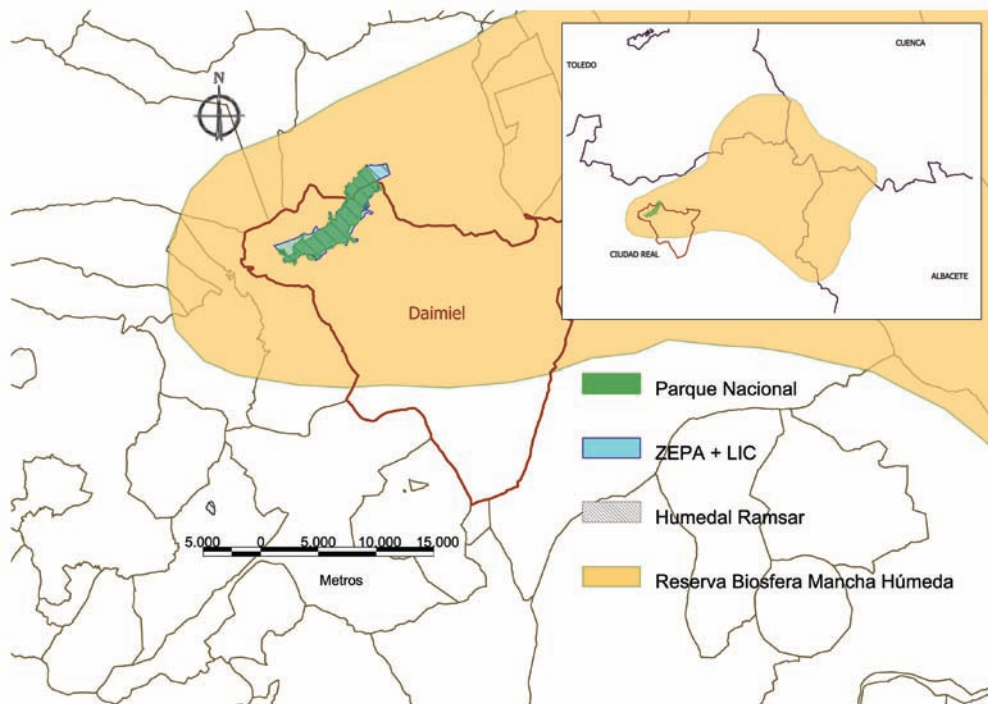 CUENCA
TOLEDO
N
CIUDAD REAL
ALBACETE
Daimiel
Parque Nacional
ZEPA + LIC
Humedal Ramsar
5.000 0 5.000 10.000 15.000
Metros
Reserva Biosfera Mancha Húmeda